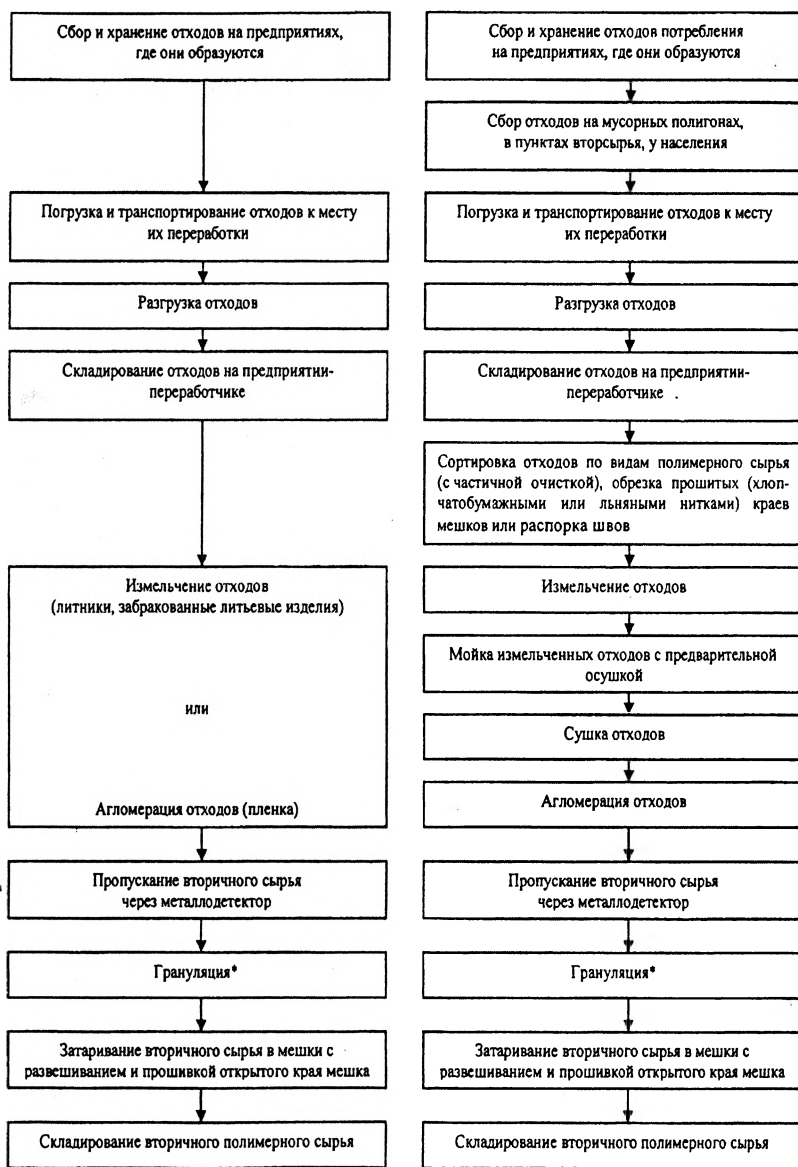 Сбор и хранение отходов на предприятиях,
где они образуются
Погрузка и транспортирование отходов к месту
их переработки
Разгрузка отходов
Складирование отходов на предприятии-
переработчике
Измельчение отходов
(литники, забракованные литьевые изделия)
или
Агломерация отходов (пленка)
Пропускание вторичного сырья
через металлодетектор
Грануляция*
Затаривание вторичного сырья в мешки с
развешиванием и прошивкой открытого края мешка
Складирование вторичного полимерного сырья
Сбор и хранение отходов потребления
на предприятиях, где они образуются
Сбор отходов на мусорных полигонах,
в пунктах вторсырья, у населения
Погрузка и транспортирование отходов к месту
их переработки
Разгрузка отходов
Складирование отходов на предприятии-
переработчике
Сортировка отходов по видам полимерного сырья
(с частичной очисткой), обрезка прошитых (хлоп-
чатобумажными или льняными нитками) краев
мешков или распорка швов
Измельчение отходов
Мойка измельченных отходов с предварительной
осушкой
Сушка отходов
Агломерация отходов
Пропускание вторичного сырья
через металлодетектор
Грануляция*
Затаривание вторичного сырья в мешки с
развешиванием и прошивкой открытого края мешка
Складирование вторичного полимерного сырья